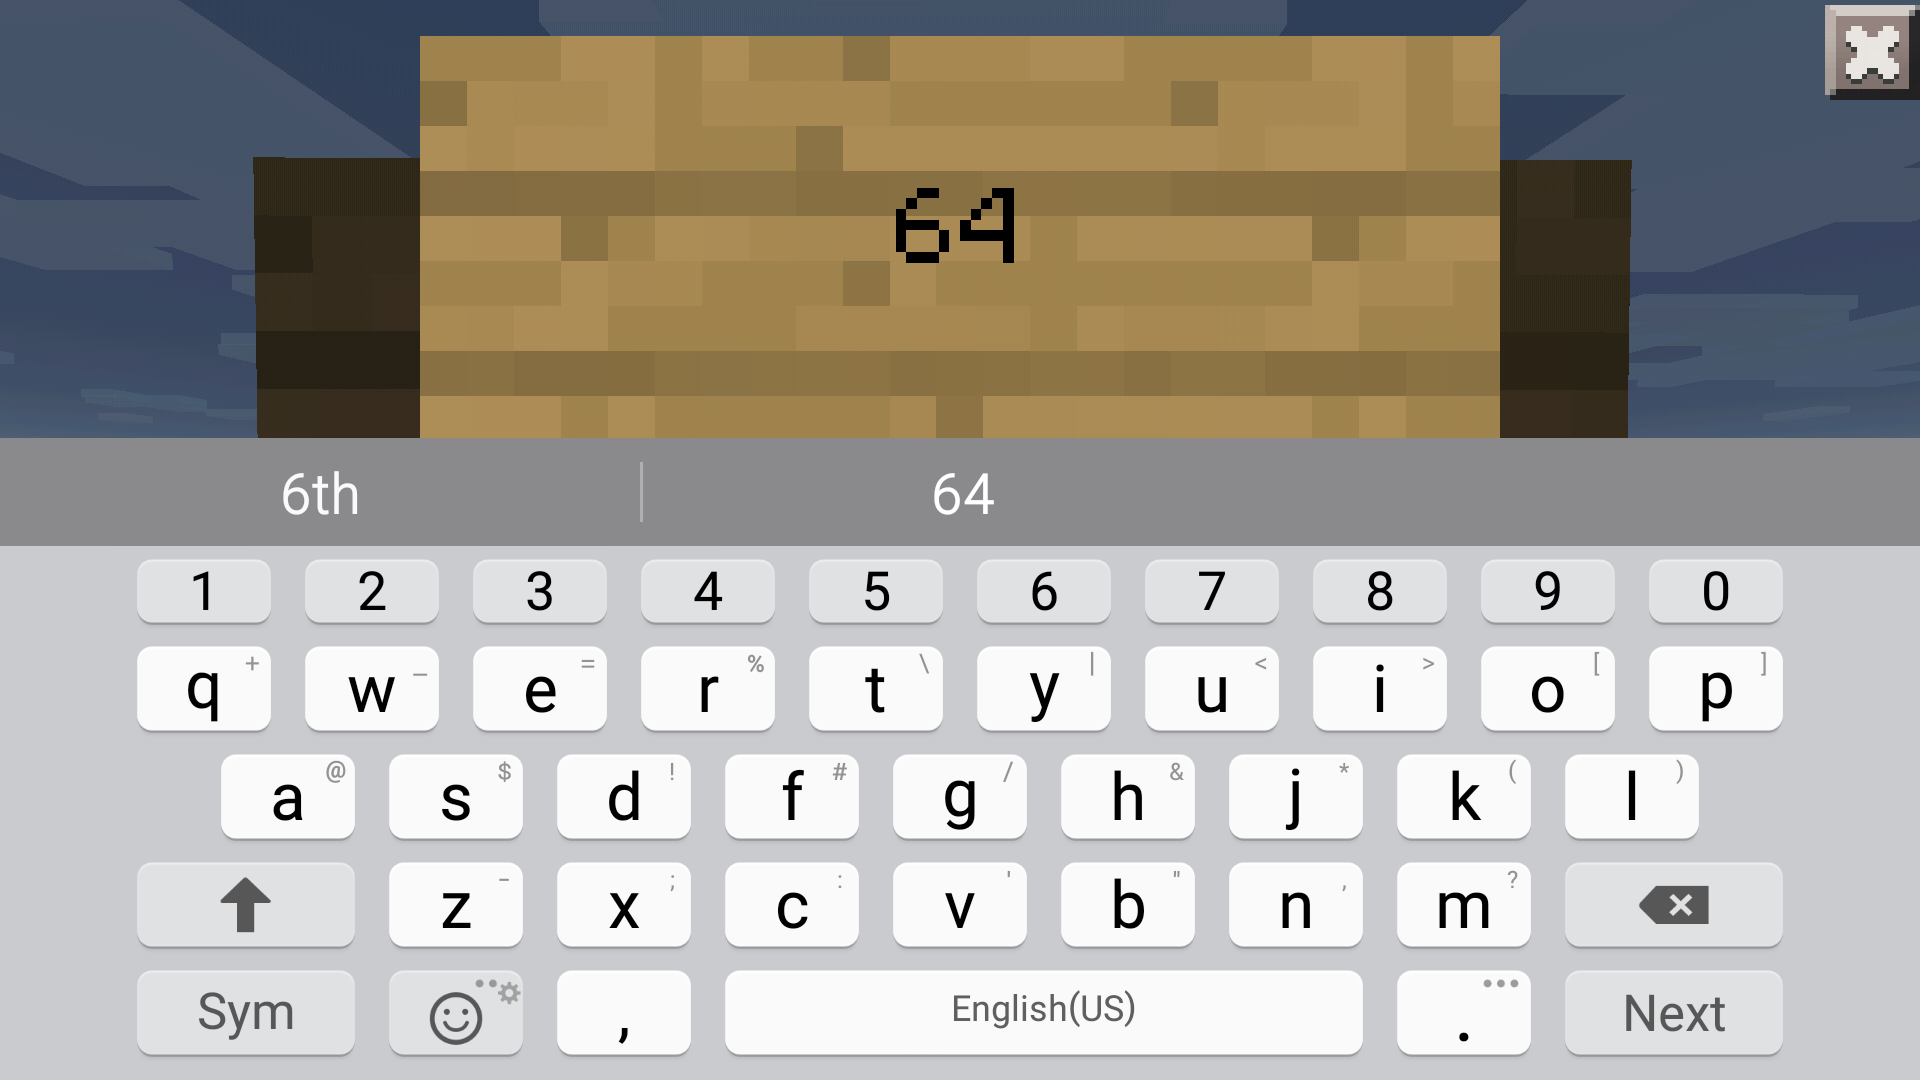 64
6th 64
1 2 3 4 5 6 7 8 9 0
q + w _ e = r % t \ y | u < i > o [ p ]
a @ s $ d ! f # g / h & j * k ( l )
z - x ; c : v ' b " n , m ?
Sym , English(US) . Next